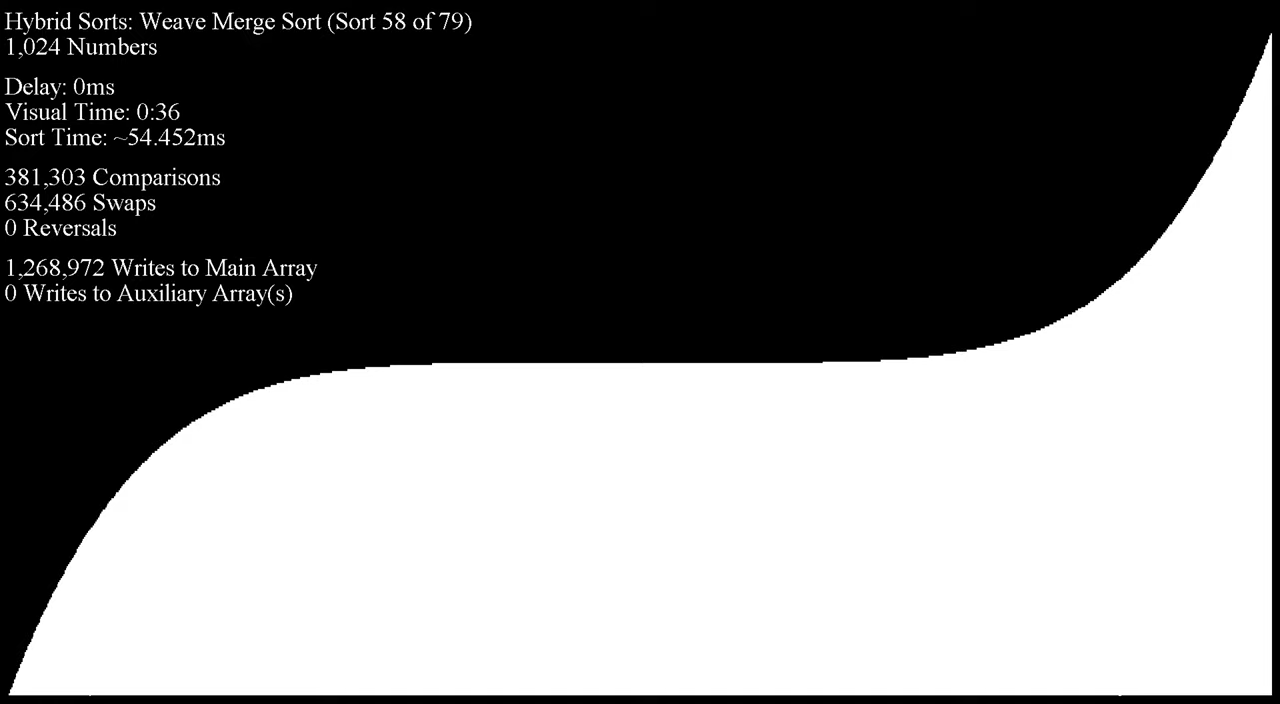 Hybrid Sorts: Weave Merge Sort (Sort 58 of 79)
1,024 Numbers
Delay: 0ms
Visual Time: 0:36
Sort Time: ~54.452ms
381,303 Comparisons
634,486 Swaps
0 Reversals
1,268,972 Writes to Main Array
0 Writes to Auxiliary Array(s)